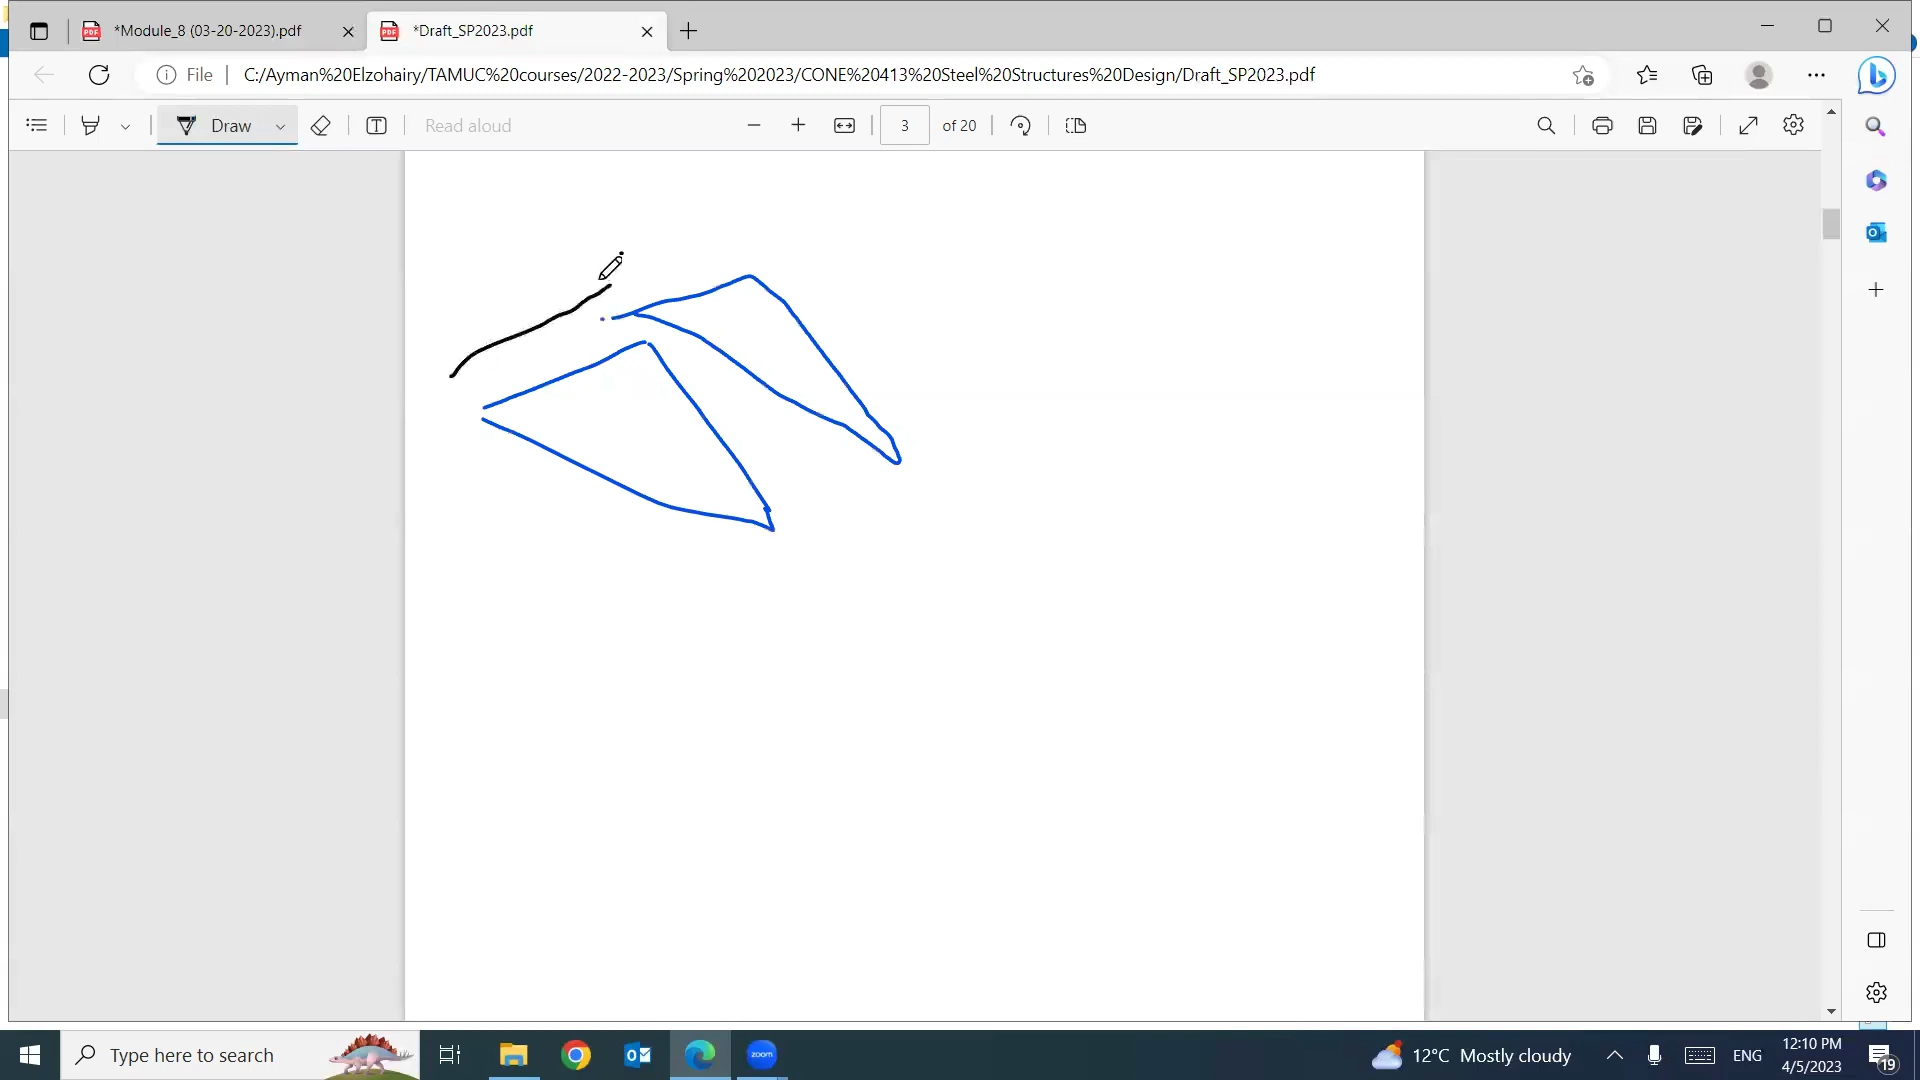 *Module_8 (03-20-2023).pdf
*Draft_SP2023.pdf
File
C:/Ayman%20Elzohairy/TAMUC%20courses/2022-2023/Spring%202023/CONE%20413%20Steel%20Structures%20Design/Draft_SP2023.pdf
Draw
Read aloud
3 of 20
Type here to search
zoom
12°C Mostly cloudy
ENG
12:10 PM
4/5/2023
19